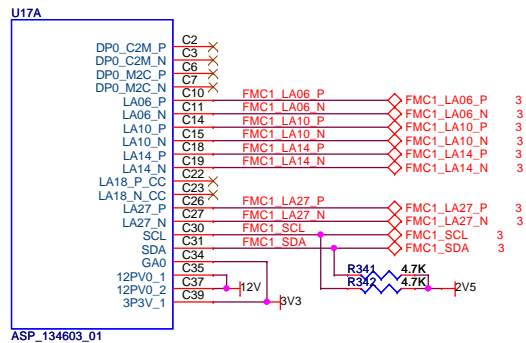 U17A
DP0_C2M_P C2
DP0_C2M_N C3
DP0_M2C_P C6
DP0_M2C_N C7
LA06_P C10 FMC1_LA06_P FMC1_LA06_P 3
LA06_N C11 FMC1_LA06_N FMC1_LA06_N 3
LA10_P C14 FMC1_LA10_P FMC1_LA10_P 3
LA10_N C15 FMC1_LA10_N FMC1_LA10_N 3
LA14_P C18 FMC1_LA14_P FMC1_LA14_P 3
LA14_N C19 FMC1_LA14_N FMC1_LA14_N 3
LA18_P_CC C22
LA18_N_CC C23
LA27_P C26 FMC1_LA27_P FMC1_LA27_P 3
LA27_N C27 FMC1_LA27_N FMC1_LA27_N 3
SCL C30 FMC1_SCL FMC1_SCL 3
SDA C31 FMC1_SDA FMC1_SDA 3
GA0 C34
12PV0_1 C35 R341 4.7K
12PV0_2 C37 12V R342 4.7K 2V5
3P3V_1 C39 3V3
ASP_134603_01